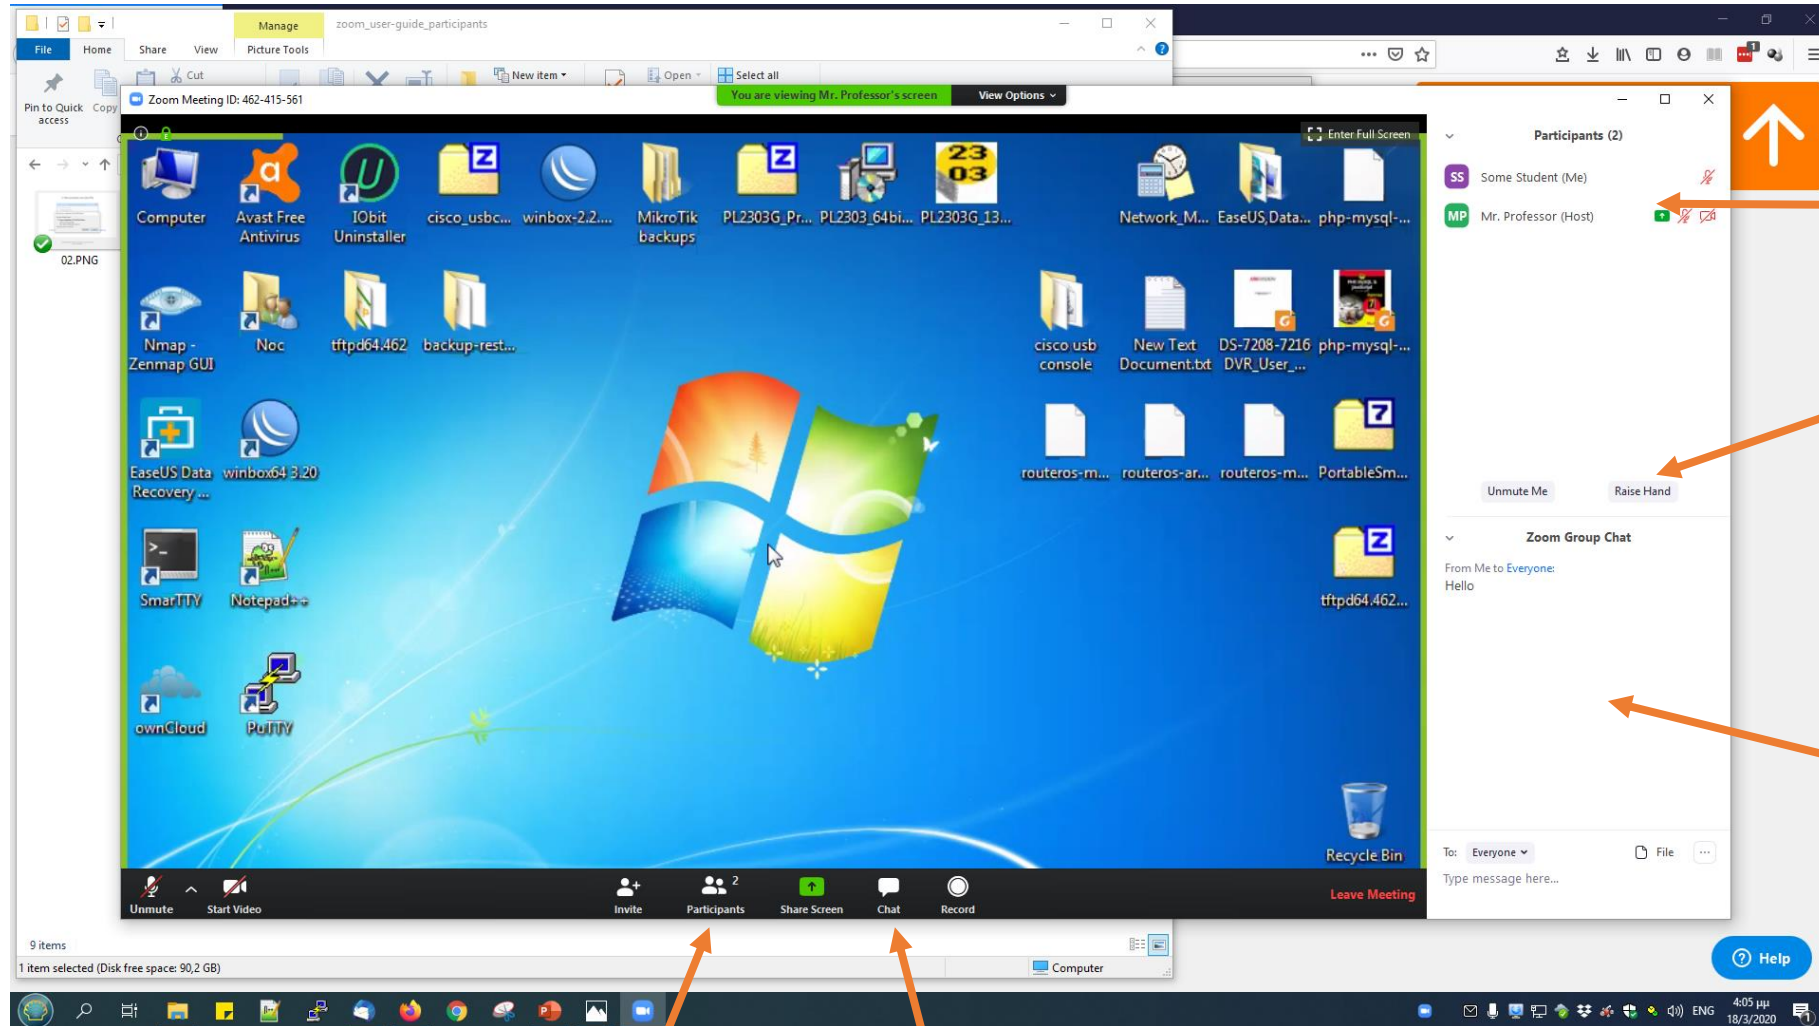 Manage
zoom_user-guide_participants
File Home Share View Picture Tools
Cut
New item
Open
Select all
Pin to Quick access
Copy
Zoom Meeting ID: 462-415-561
You are viewing Mr. Professor's screen
View Options
Enter Full Screen
Participants (2)
SS Some Student (Me)
MP Mr. Professor (Host)
02.PNG
Computer
Avast Free
Antivirus
IObit
Uninstaller
cisco_usbc...
winbox-2.2....
MikroTik
backups
PL2303G_Pr...
PL2303_64bi...
PL2303G_13...
23
03
Network_M...
EaseUS,Data...
php-mysql-...
Nmap -
Zenmap GUI
Noc
tftpd64.462
backup-rest...
cisco usb
console
New Text
Document.txt
DS-7208-7216
DVR_User_...
php-mysql-...
EaseUS Data
Recovery ...
winbox64 3.20
routeros-m...
routeros-ar...
routeros-m...
PortableSm...
Unmute Me
Raise Hand
Zoom Group Chat
From Me to Everyone:
Hello
SmarTTY
Notepad++
tftpd64.462...
ownCloud
PuTTY
Recycle Bin
To: Everyone
File
Type message here...
Unmute
Start Video
Invite
Participants 2
Share Screen
Chat
Record
Leave Meeting
9 items
1 item selected (Disk free space: 90,2 GB)
Computer
Help
ENG
4:05 μμ
18/3/2020